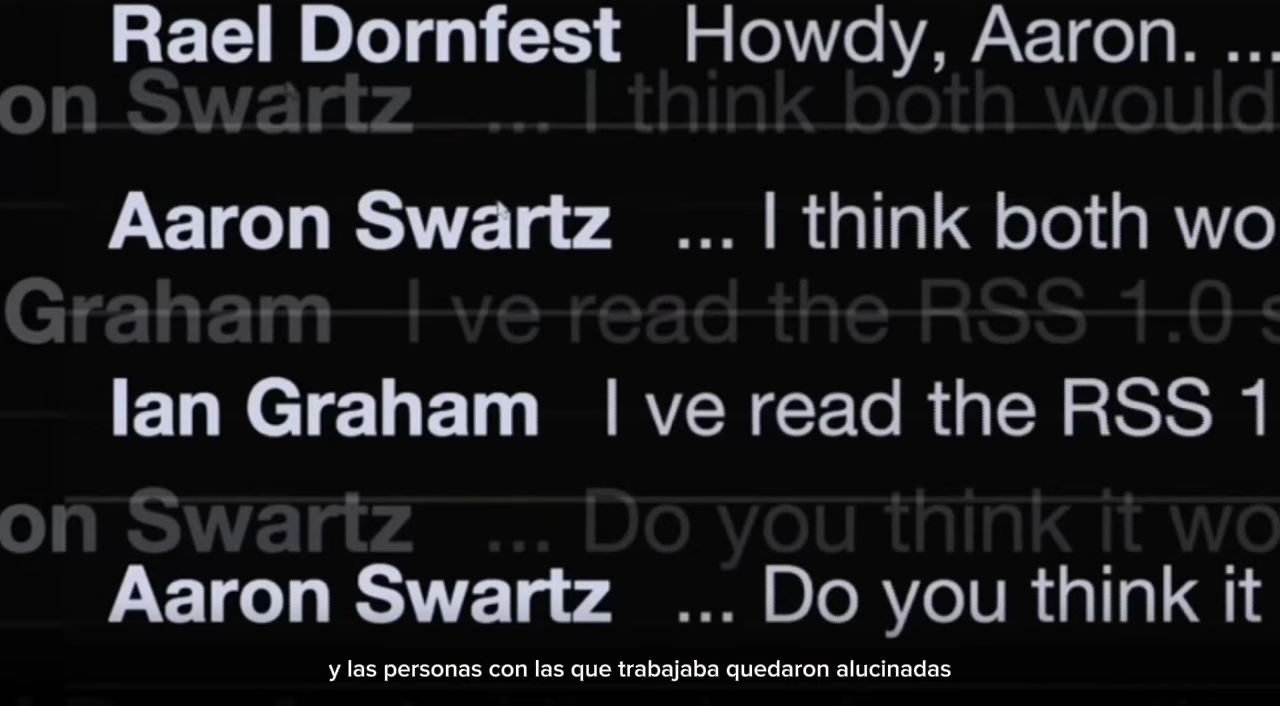 Rael Dornfest Howdy, Aaron. ...
on Swartz ... I think both would
Aaron Swartz ... I think both wo
Graham I ve read the RSS 1.0 s
Ian Graham I ve read the RSS 1
on Swartz ... Do you think it wo
Aaron Swartz ... Do you think it
y las personas con las que trabajaba quedaron alucinadas